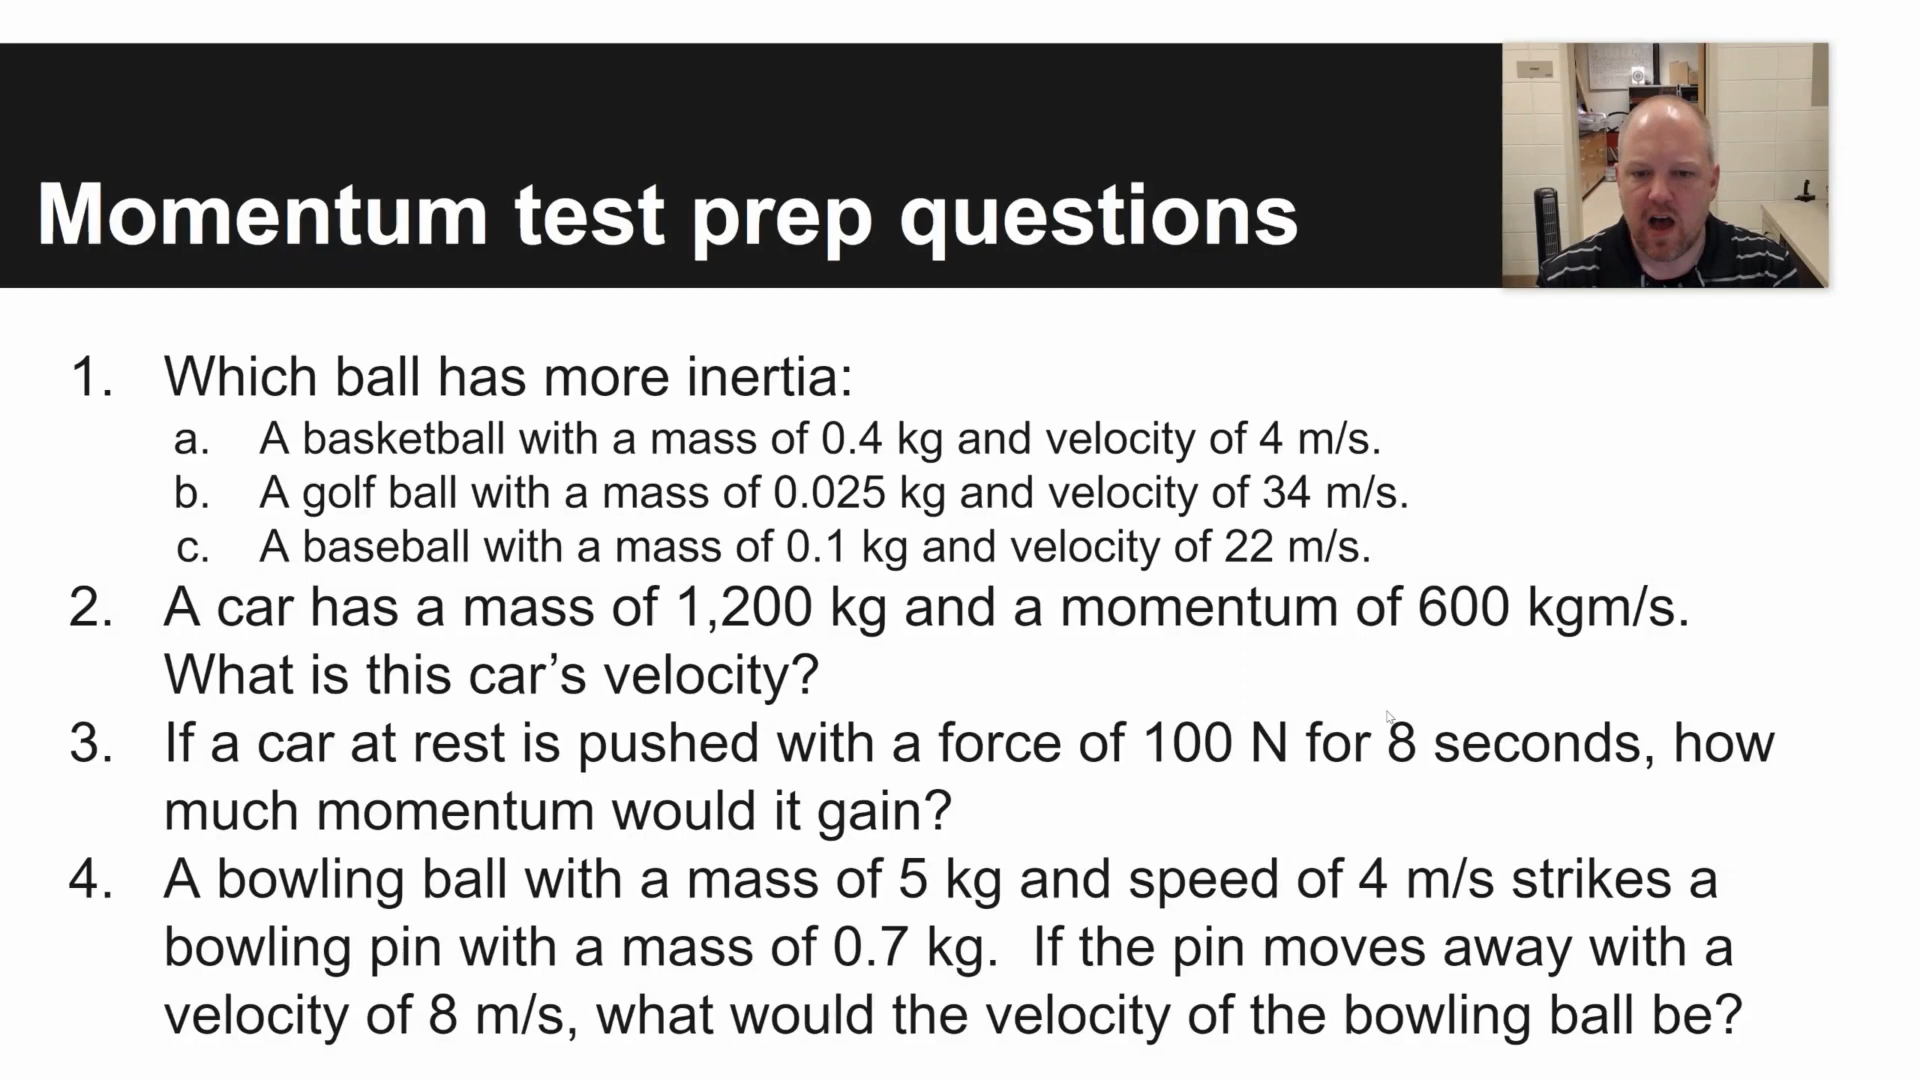 Momentum test prep questions
1. Which ball has more inertia:
a. A basketball with a mass of 0.4 kg and velocity of 4 m/s.
b. A golf ball with a mass of 0.025 kg and velocity of 34 m/s.
c. A baseball with a mass of 0.1 kg and velocity of 22 m/s.
2. A car has a mass of 1,200 kg and a momentum of 600 kgm/s.
What is this car’s velocity?
3. If a car at rest is pushed with a force of 100 N for 8 seconds, how
much momentum would it gain?
4. A bowling ball with a mass of 5 kg and speed of 4 m/s strikes a
bowling pin with a mass of 0.7 kg.  If the pin moves away with a
velocity of 8 m/s, what would the velocity of the bowling ball be?